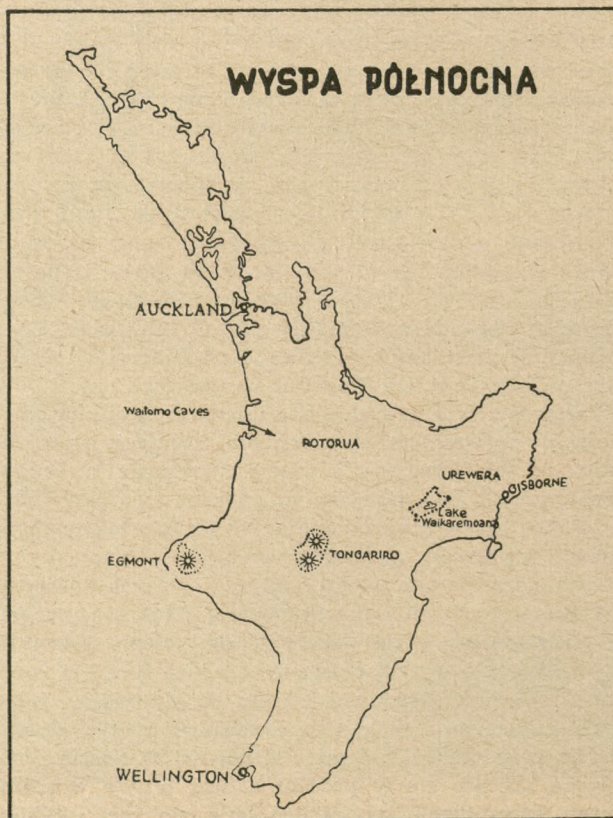 WYSPA PÓŁNOCNA
AUCKLAND
Waitomo Caves
ROTORUA
UREWERA
GISBORNE
Lake
Waikaremoana
EGMONT
TONGARIRO
WELLINGTON